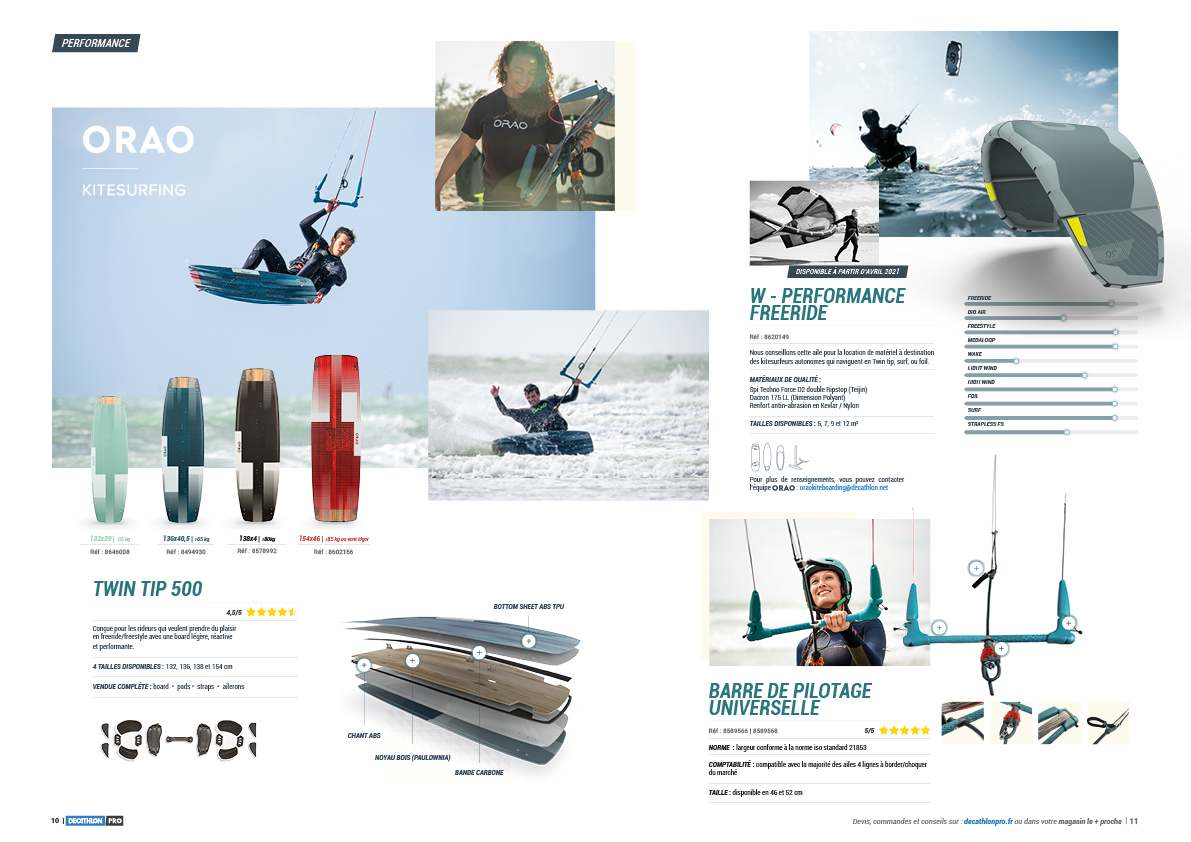 PERFORMANCE
ORAO
KITESURFING
ORAO
132x39 | -65 kg
Réf : 8646008
136x40,5 | ±65 kg
Réf : 8494930
138x4 | ±80kg
Réf : 8578992
154x46 | ±85 kg ou vent léger
Réf : 8602156
TWIN TIP 500
4,5/5
Conçue pour les rideurs qui veulent prendre du plaisir
en freeride/freestyle avec une board légère, réactive
et performante.
4 TAILLES DISPONIBLES : 132, 136, 138 et 154 cm
VENDUE COMPLÈTE : board • pads • straps • ailerons
BOTTOM SHEET ABS TPU
CHANT ABS
NOYAU BOIS (PAULOWNIA)
BANDE CARBONE
10 | DECATHLON PRO
DISPONIBLE À PARTIR D'AVRIL 2021
W - PERFORMANCE
FREERIDE
Réf : 8620149
Nous conseillons cette aile pour la location de matériel à destination
des kitesurfeurs autonomes qui naviguent en Twin tip, surf, ou foil.
MATÉRIAUX DE QUALITÉ :
Spi Techno Force D2 double Ripstop (Teijin)
Dacron 175 LL (Dimension Polyant)
Renfort antin-abrasion en Kevlar / Nylon
TAILLES DISPONIBLES : 5, 7, 9 et 12 m²
Pour plus de renseignements, vous pouvez contacter
l'équipe ORAO : oraokiteboarding@decathlon.net
FREERIDE
BIG AIR
FREESTYLE
MEGALOOP
WAKE
LIGHT WIND
HIGH WIND
FOIL
SURF
STRAPLESS FS
BARRE DE PILOTAGE
UNIVERSELLE
Réf : 8589566 | 8589568
5/5
NORME : largeur conforme à la norme iso standard 21853
COMPTABILITÉ : compatible avec la majorité des ailes 4 lignes à border/choquer
du marché
TAILLE : disponible en 46 et 52 cm
Devis, commandes et conseils sur : decathlonpro.fr ou dans votre magasin le + proche | 11